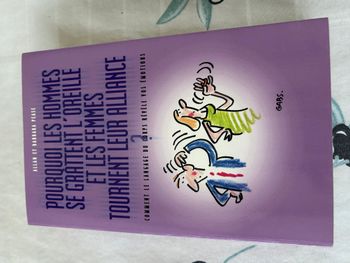 ALLAN ET BARBARA PEASE
POURQUOI LES HOMMES
SE GRATTENT L'OREILLE
ET LES FEMMES
TOURNENT LEUR ALLIANCE
?
COMMENT LE LANGAGE DU CORPS RÉVÈLE VOS ÉMOTIONS
GABS.